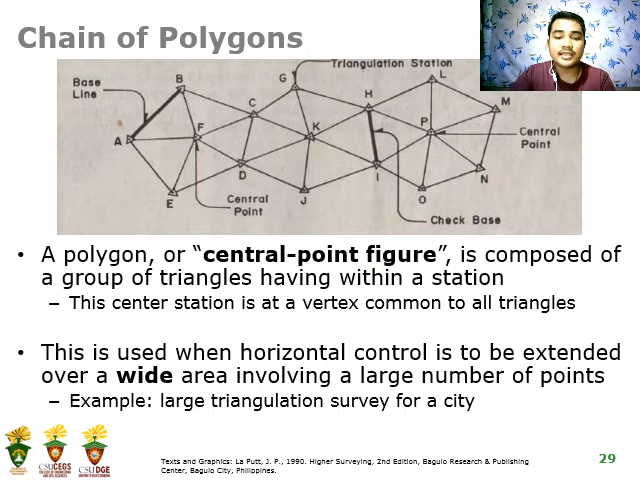 Chain of Polygons
Triangulation Station
Base
Line
B
G
L
H
C
M
A
F
K
P
Central
Point
D
I
N
E
Central
Point
J
O
Check Base
• A polygon, or “central-point figure”, is composed of
a group of triangles having within a station
– This center station is at a vertex common to all triangles
• This is used when horizontal control is to be extended
over a wide area involving a large number of points
– Example: large triangulation survey for a city
CSUCEGS
CSUDGE
Texts and Graphics: La Putt, J. P., 1990. Higher Surveying, 2nd Edition, Baguio Research & Publishing
Center, Baguio City, Philippines.
29